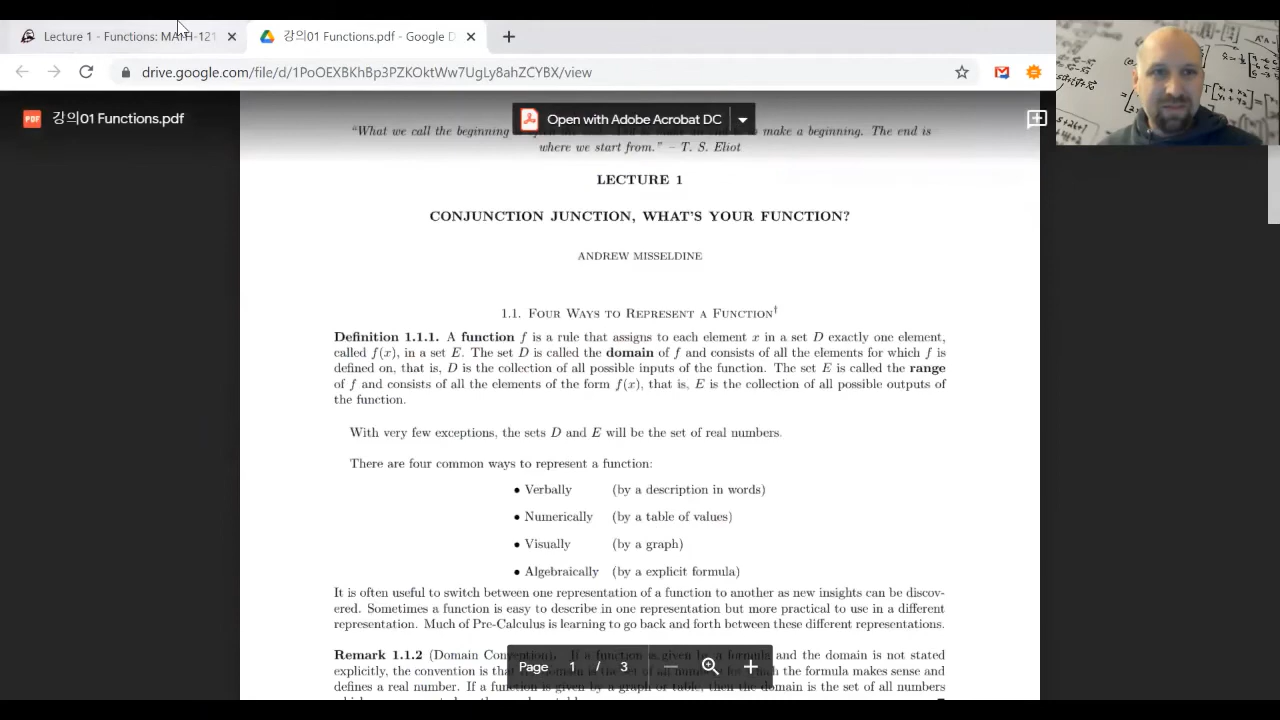 Lecture 1 - Functions: MATH-121
강의01 Functions.pdf - Google D
drive.google.com/file/d/1PoOEXBKhBp3PZKOktWw7UgLy8ahZCYBX/view
PDF 강의01 Functions.pdf
Open with Adobe Acrobat DC
“What we call the beginning make a beginning. The end is
where we start from.” – T. S. Eliot
LECTURE 1
CONJUNCTION JUNCTION, WHAT'S YOUR FUNCTION?
ANDREW MISSELDINE
1.1. Four Ways to Represent a Function†
Definition 1.1.1. A function f is a rule that assigns to each element x in a set D exactly one element,
called f(x), in a set E. The set D is called the domain of f and consists of all the elements for which f is
defined on, that is, D is the collection of all possible inputs of the function. The set E is called the range
of f and consists of all the elements of the form f(x), that is, E is the collection of all possible outputs of
the function.
With very few exceptions, the sets D and E will be the set of real numbers.
There are four common ways to represent a function:
• Verbally (by a description in words)
• Numerically (by a table of values)
• Visually (by a graph)
• Algebraically (by a explicit formula)
It is often useful to switch between one representation of a function to another as new insights can be discov-
ered. Sometimes a function is easy to describe in one representation but more practical to use in a different
representation. Much of Pre-Calculus is learning to go back and forth between these different representations.
Remark 1.1.2 (Domain Convention). If a function is given by a formula and the domain is not stated
explicitly, the convention is that the domain is the set of all numbers for which the formula makes sense and
defines a real number. If a function is given by a graph or table, then the domain is the set of all numbers
Page 1 / 3